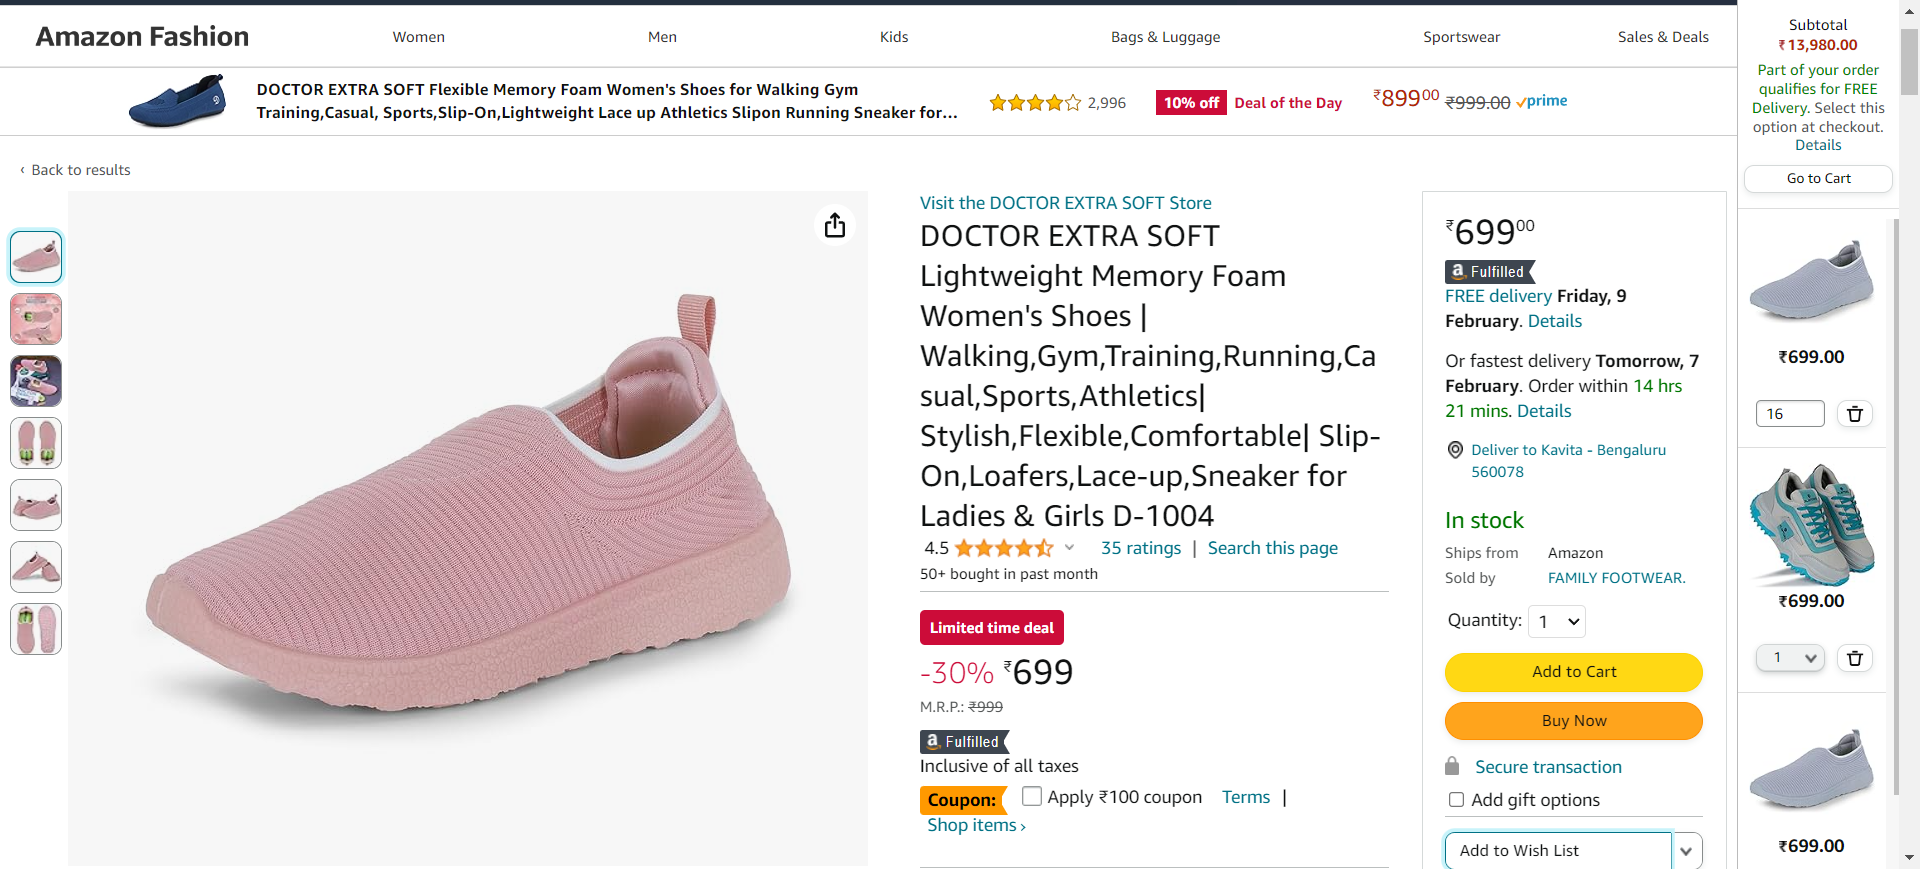 Amazon Fashion
Women
Men
Kids
Bags & Luggage
Sportswear
Sales & Deals
DOCTOR EXTRA SOFT Flexible Memory Foam Women's Shoes for Walking Gym
Training,Casual, Sports,Slip-On,Lightweight Lace up Athletics Slipon Running Sneaker for...
2,996
10% off
Deal of the Day
₹89900 ₹999.00
prime
‹ Back to results
Visit the DOCTOR EXTRA SOFT Store
DOCTOR EXTRA SOFT
Lightweight Memory Foam
Women's Shoes |
Walking,Gym,Training,Running,Ca
sual,Sports,Athletics|
Stylish,Flexible,Comfortable| Slip-
On,Loafers,Lace-up,Sneaker for
Ladies & Girls D-1004
4.5
35 ratings | Search this page
50+ bought in past month
Limited time deal
-30% ₹699
M.R.P.: ₹999
a Fulfilled
Inclusive of all taxes
Coupon: Apply ₹100 coupon Terms |
Shop items ›
₹69900
a Fulfilled
FREE delivery Friday, 9
February. Details
Or fastest delivery Tomorrow, 7
February. Order within 14 hrs
21 mins. Details
Deliver to Kavita - Bengaluru
560078
In stock
Ships from Amazon
Sold by FAMILY FOOTWEAR.
Quantity: 1
Add to Cart
Buy Now
Secure transaction
Add gift options
Add to Wish List
Subtotal
₹13,980.00
Part of your order
qualifies for FREE
Delivery. Select this
option at checkout.
Details
Go to Cart
₹699.00
16
₹699.00
1
₹699.00